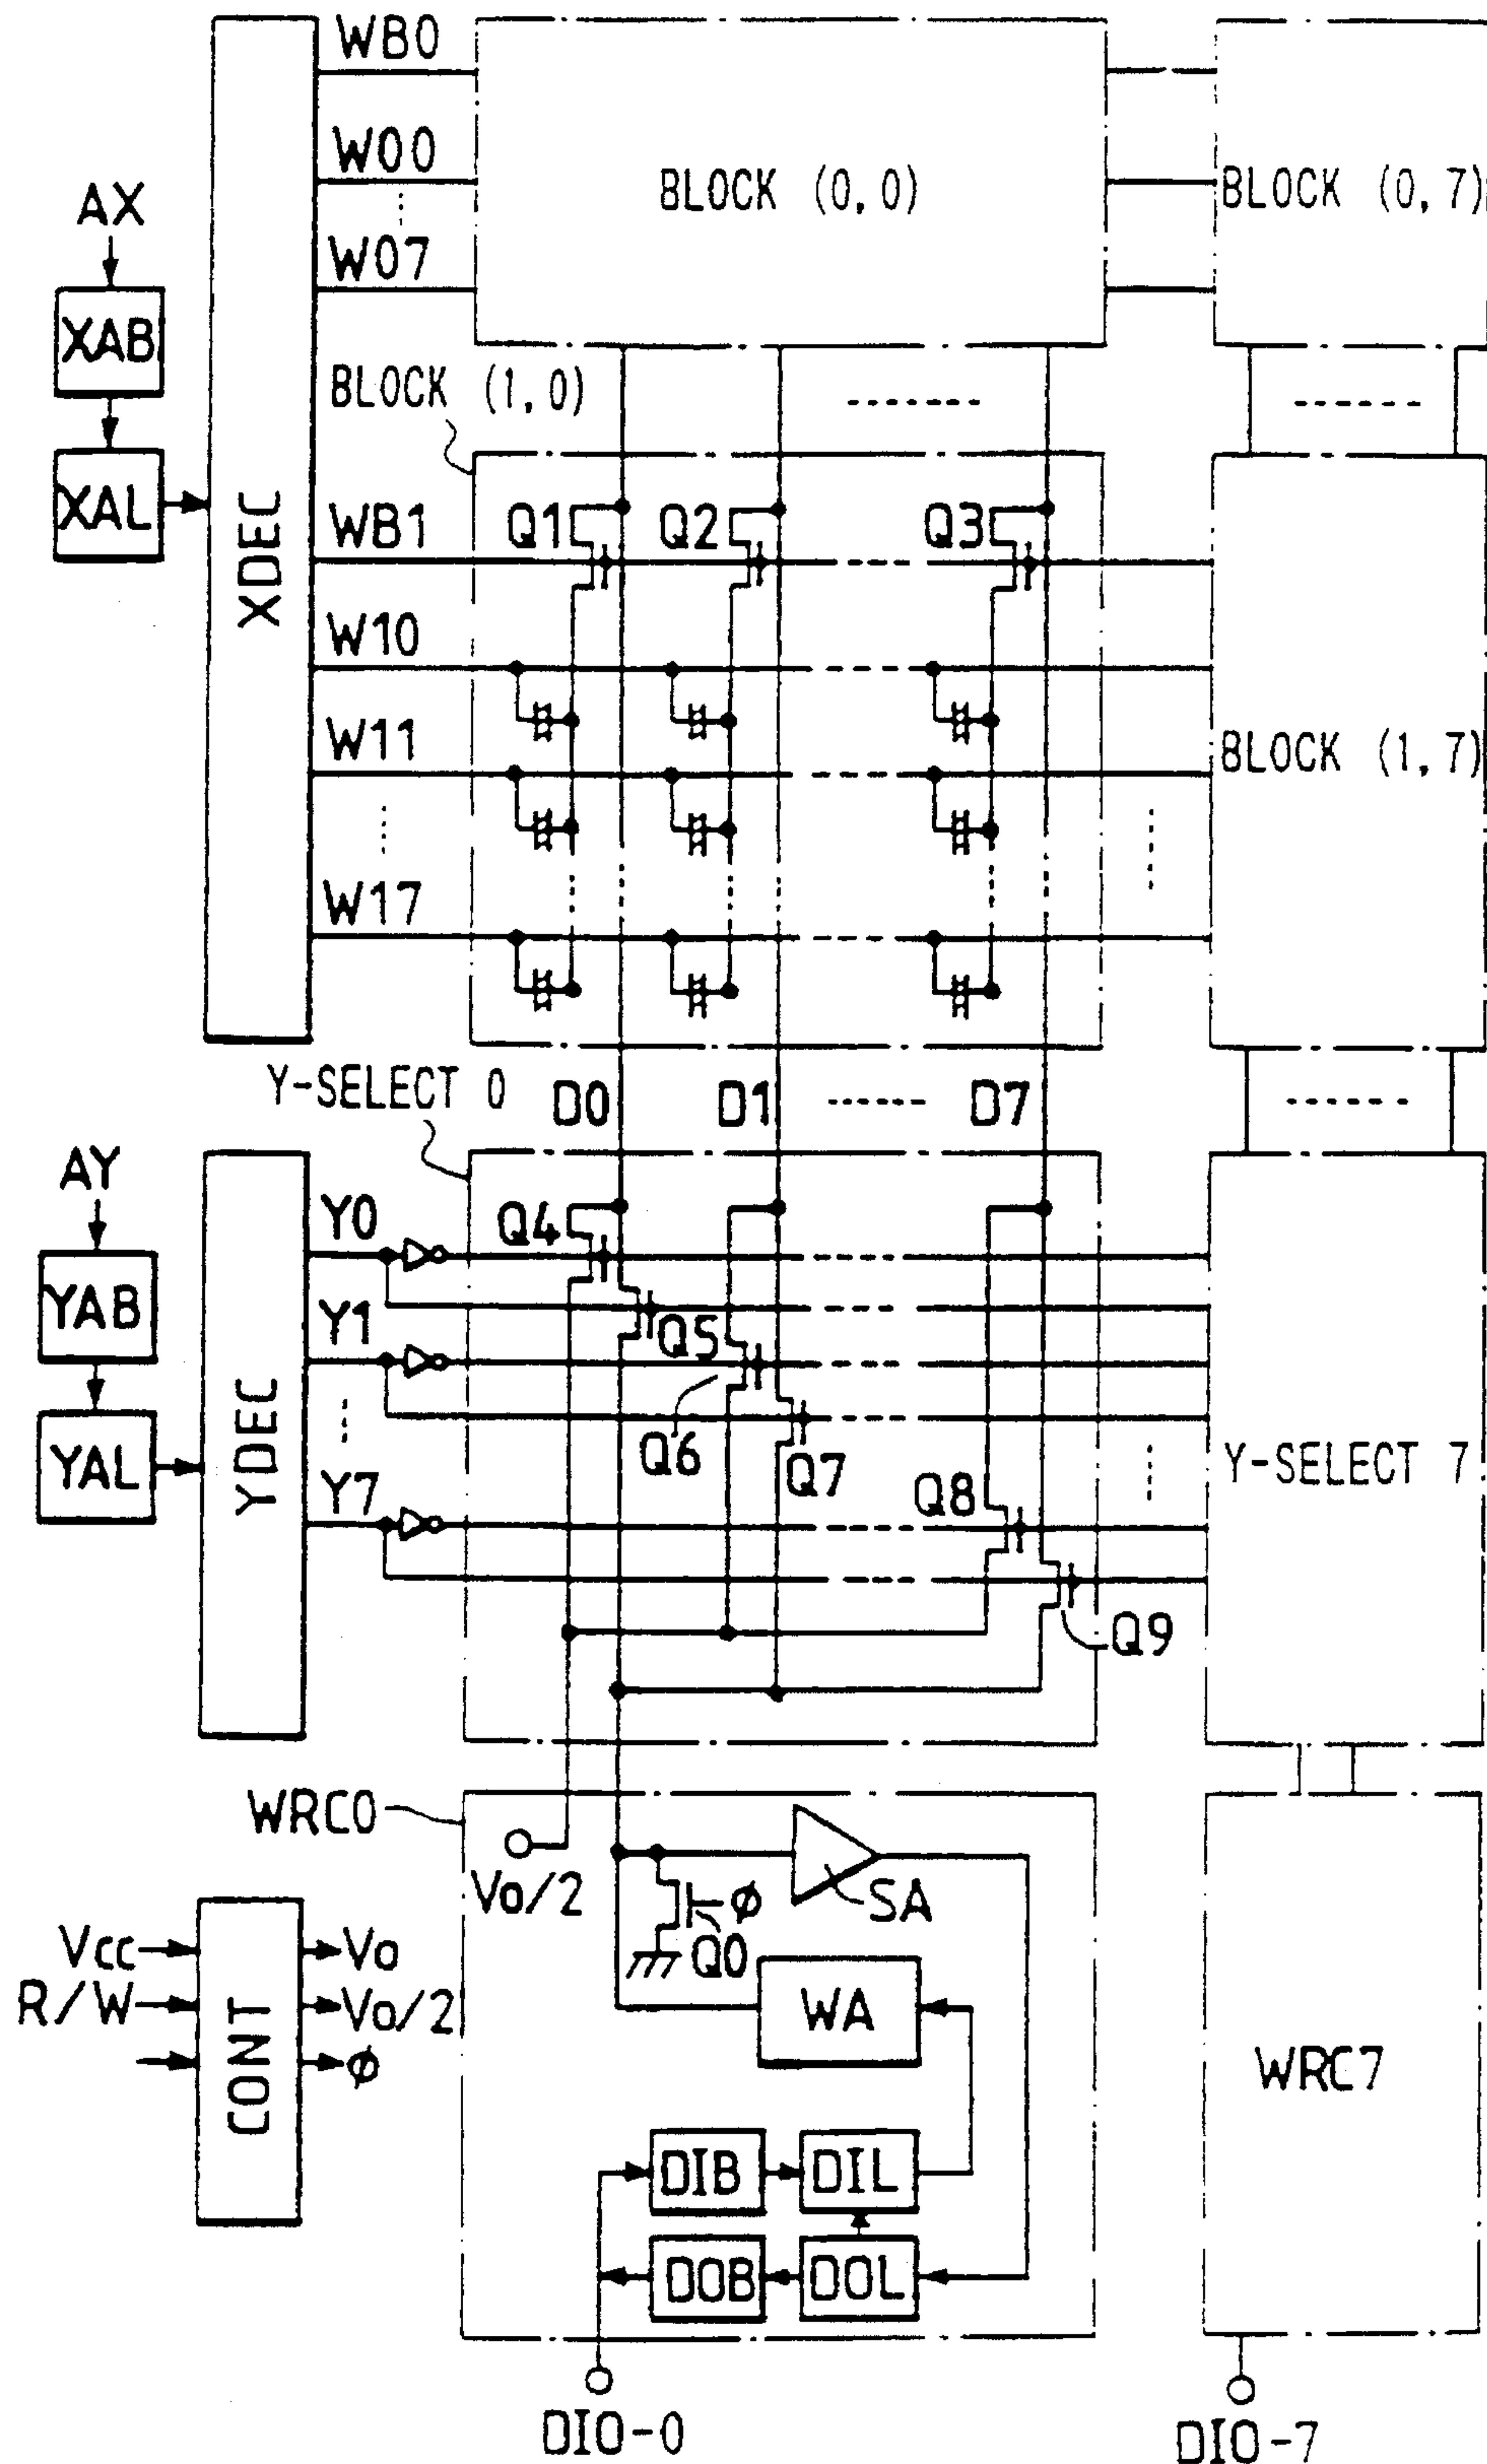 WB0
W00
BLOCK (0,0)
BLOCK (0,7)
AX
W07
XAB
BLOCK (1,0)
XAL
XDEC
WB1
Q1
Q2
Q3
W10
W11
BLOCK (1,7)
W17
Y-SELECT 0
D0
D1
D7
AY
Y0
Q4
YAB
Y1
Q5
YDEC
Q6
YAL
Q7
Y-SELECT 7
Y7
Q8
Q9
WRC0
Vo/2
SA
ϕ
Q0
Vcc
Vo
R/W
Vo/2
WA
CONT
ϕ
WRC7
DIB
DIL
DOB
DOL
DIO-0
DIO-7